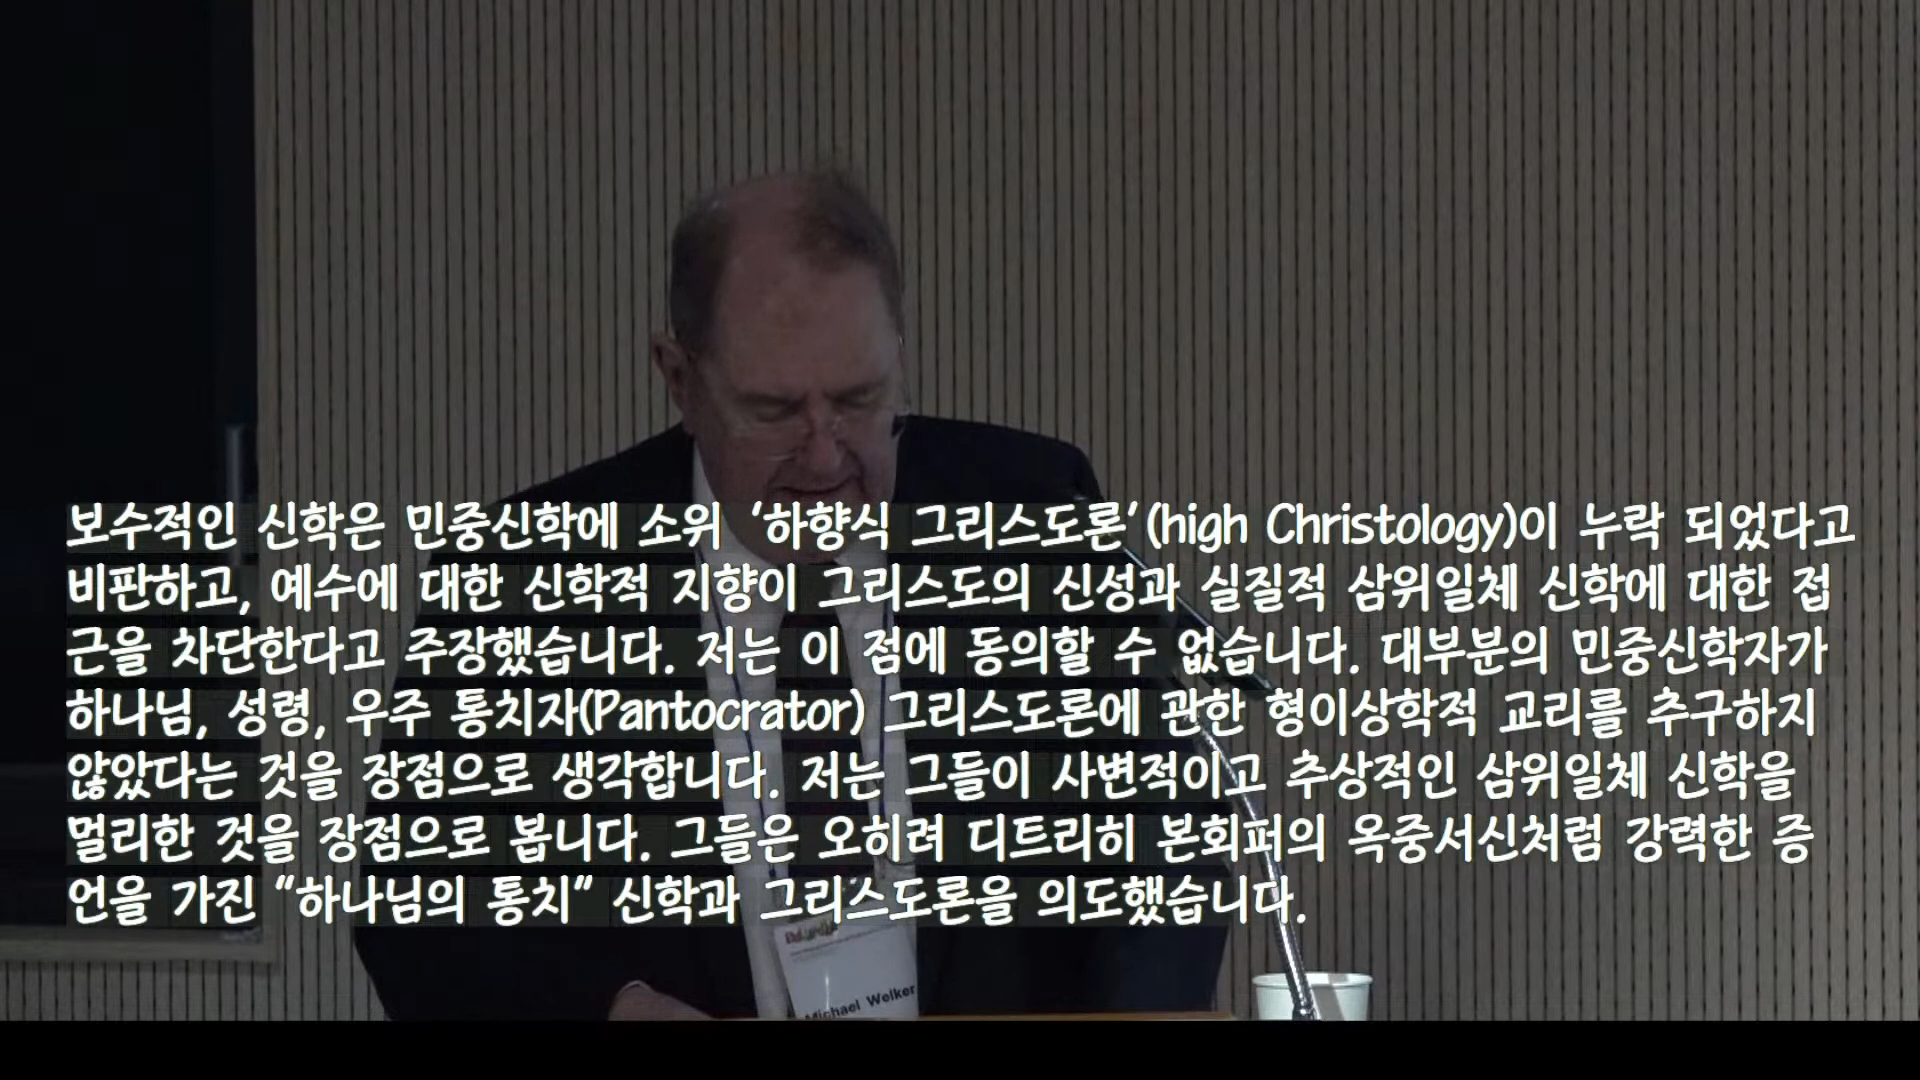 보수적인 신학은 민중신학에 소위 ‘하향식 그리스도론’(high Christology)이 누락 되었다고
비판하고, 예수에 대한 신학적 지향이 그리스도의 신성과 실질적 삼위일체 신학에 대한 접
근을 차단한다고 주장했습니다. 저는 이 점에 동의할 수 없습니다. 대부분의 민중신학자가
하나님, 성령, 우주 통치자(Pantocrator) 그리스도론에 관한 형이상학적 교리를 추구하지
않았다는 것을 장점으로 생각합니다. 저는 그들이 사변적이고 추상적인 삼위일체 신학을
멀리한 것을 장점으로 봅니다. 그들은 오히려 디트리히 본회퍼의 옥중서신처럼 강력한 증
언을 가진 “하나님의 통치” 신학과 그리스도론을 의도했습니다.
Michael Welker